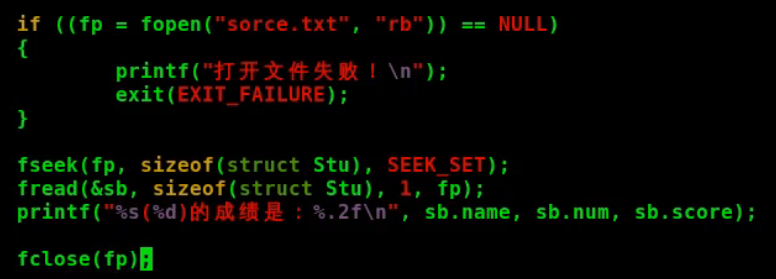 if ((fp = fopen("sorce.txt", "rb")) == NULL)
{
        printf("打开文件失败！\n");
        exit(EXIT_FAILURE);
}

fseek(fp, sizeof(struct Stu), SEEK_SET);
fread(&sb, sizeof(struct Stu), 1, fp);
printf("%s(%d)的成绩是：%.2f\n", sb.name, sb.num, sb.score);

fclose(fp);